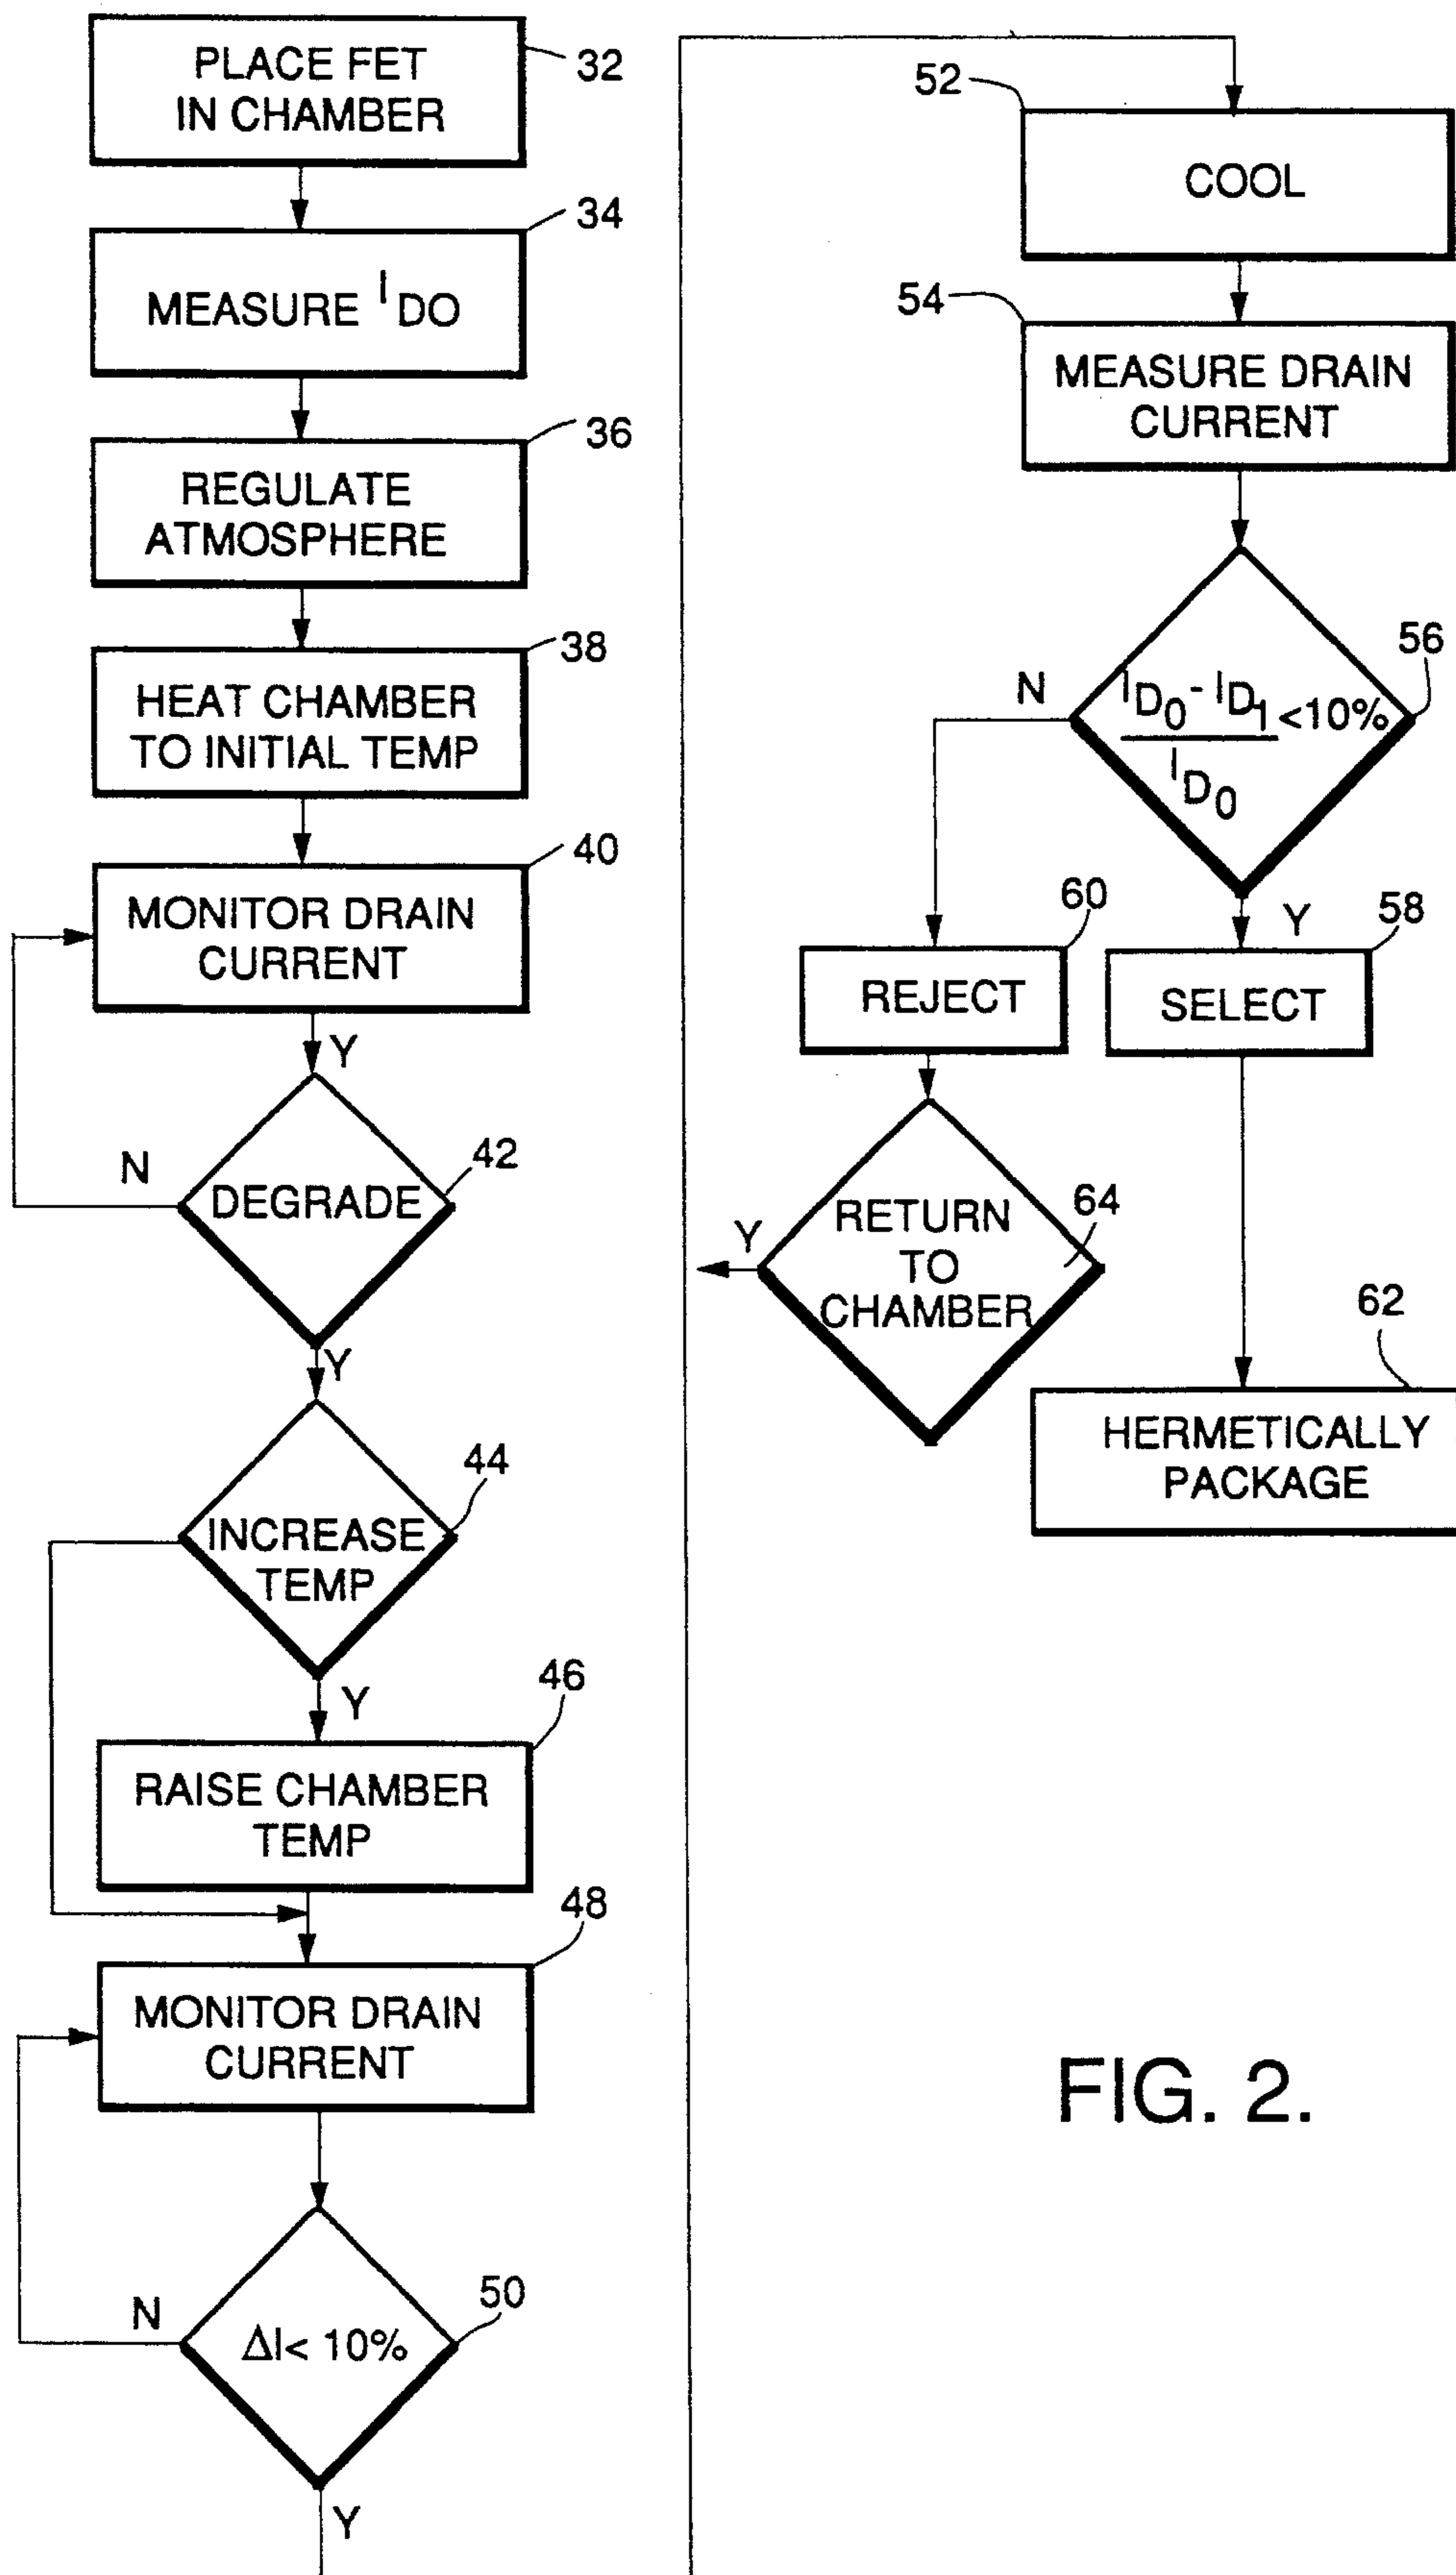 PLACE FET
IN CHAMBER
32
34
MEASURE IDO
36
REGULATE
ATMOSPHERE
38
HEAT CHAMBER
TO INITIAL TEMP
40
MONITOR DRAIN
CURRENT
Y
42
N
DEGRADE
Y
44
INCREASE
TEMP
46
Y
RAISE CHAMBER
TEMP
48
MONITOR DRAIN
CURRENT
50
N
ΔI< 10%
Y
52
COOL
54
MEASURE DRAIN
CURRENT
56
N
ID0 - ID1 <10%
ID0
60
Y
58
REJECT
SELECT
64
Y
RETURN
TO
CHAMBER
62
HERMETICALLY
PACKAGE
FIG. 2.